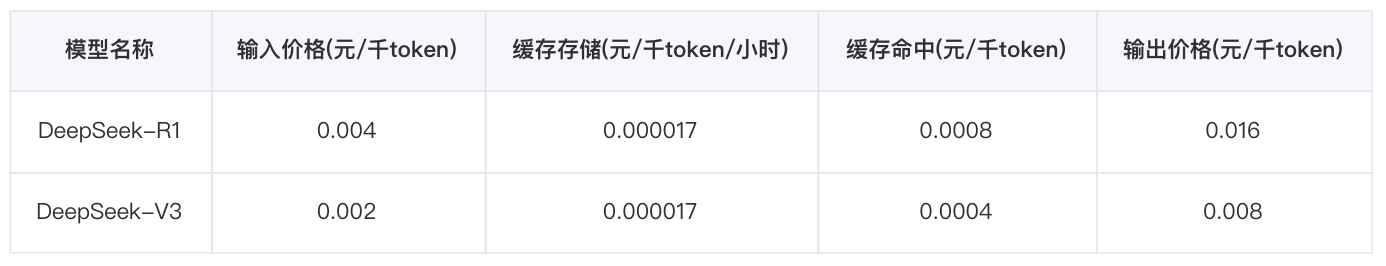 模型名称 输入价格(元/千token) 缓存存储(元/千token/小时) 缓存命中(元/千token) 输出价格(元/千token)
DeepSeek-R1 0.004 0.000017 0.0008 0.016
DeepSeek-V3 0.002 0.000017 0.0004 0.008